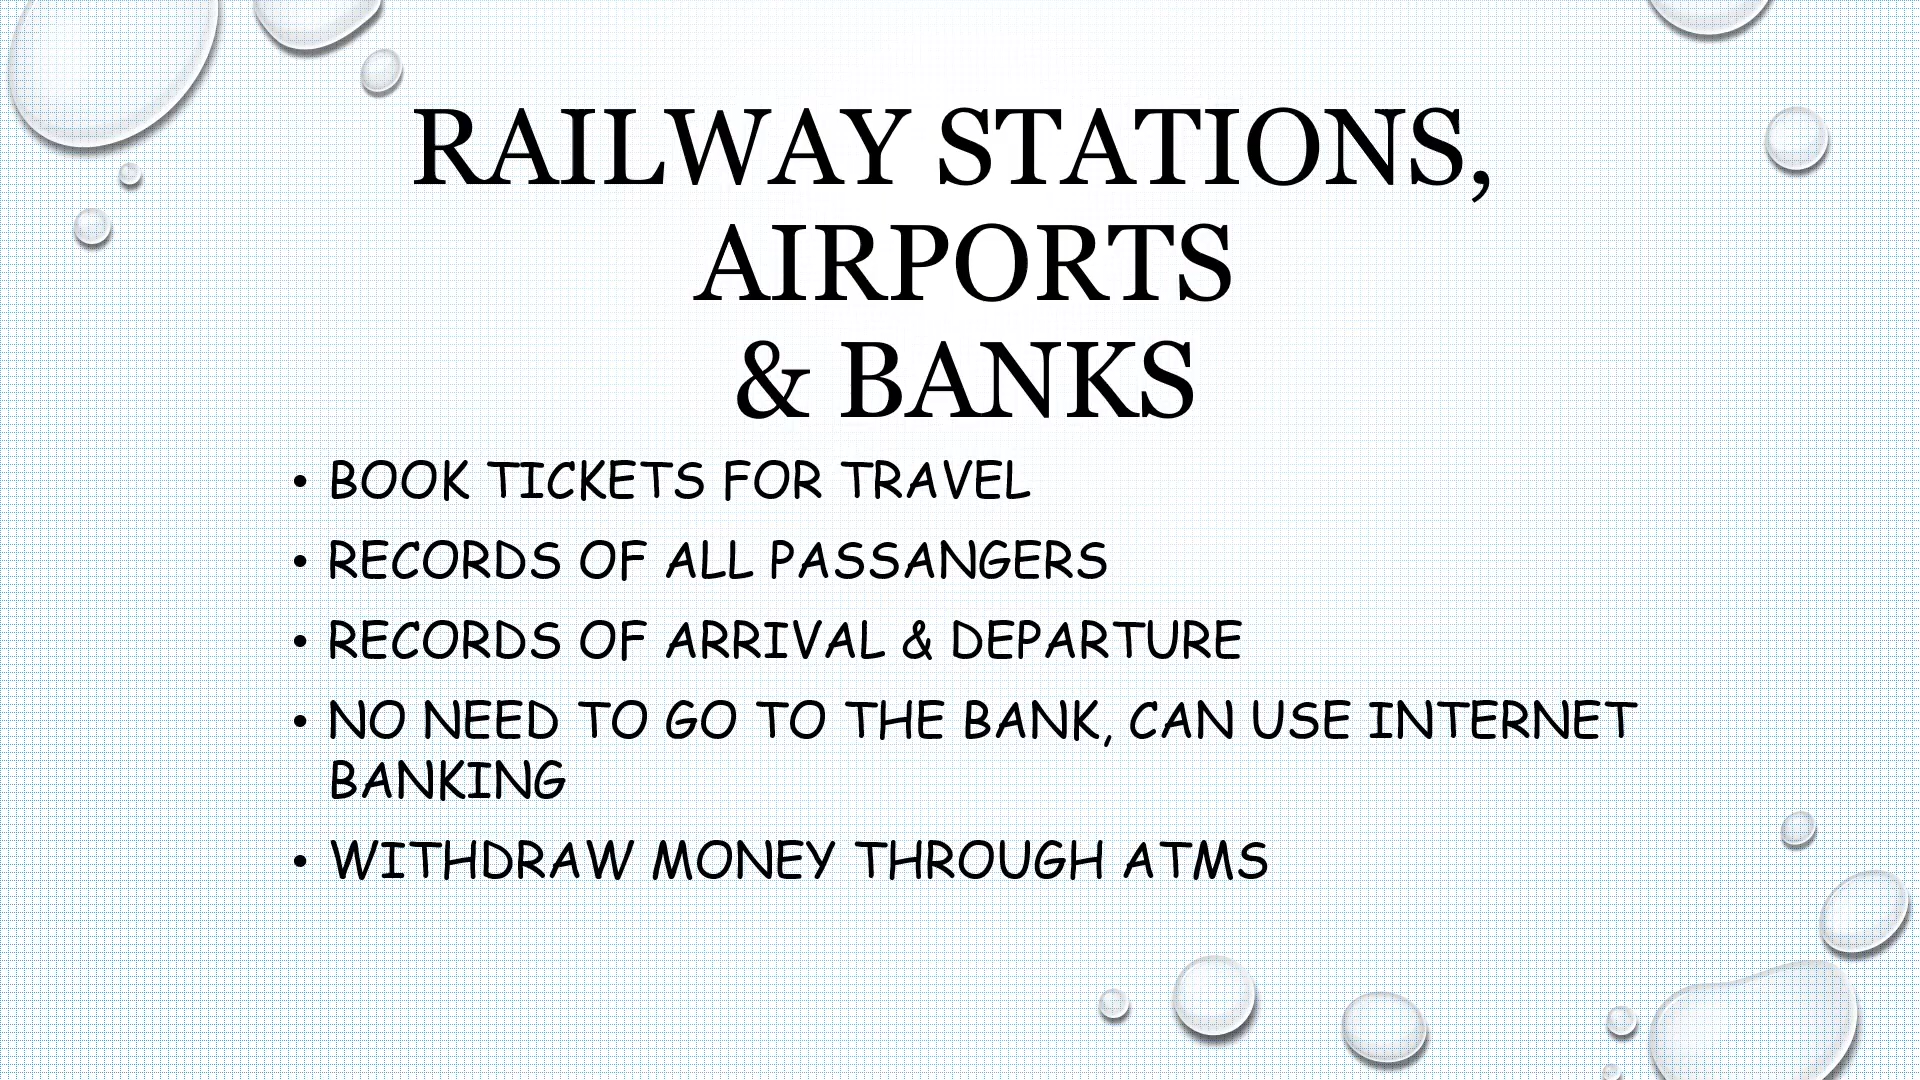 RAILWAY STATIONS,
AIRPORTS
& BANKS
• BOOK TICKETS FOR TRAVEL
• RECORDS OF ALL PASSANGERS
• RECORDS OF ARRIVAL & DEPARTURE
• NO NEED TO GO TO THE BANK, CAN USE INTERNET
BANKING
• WITHDRAW MONEY THROUGH ATMS